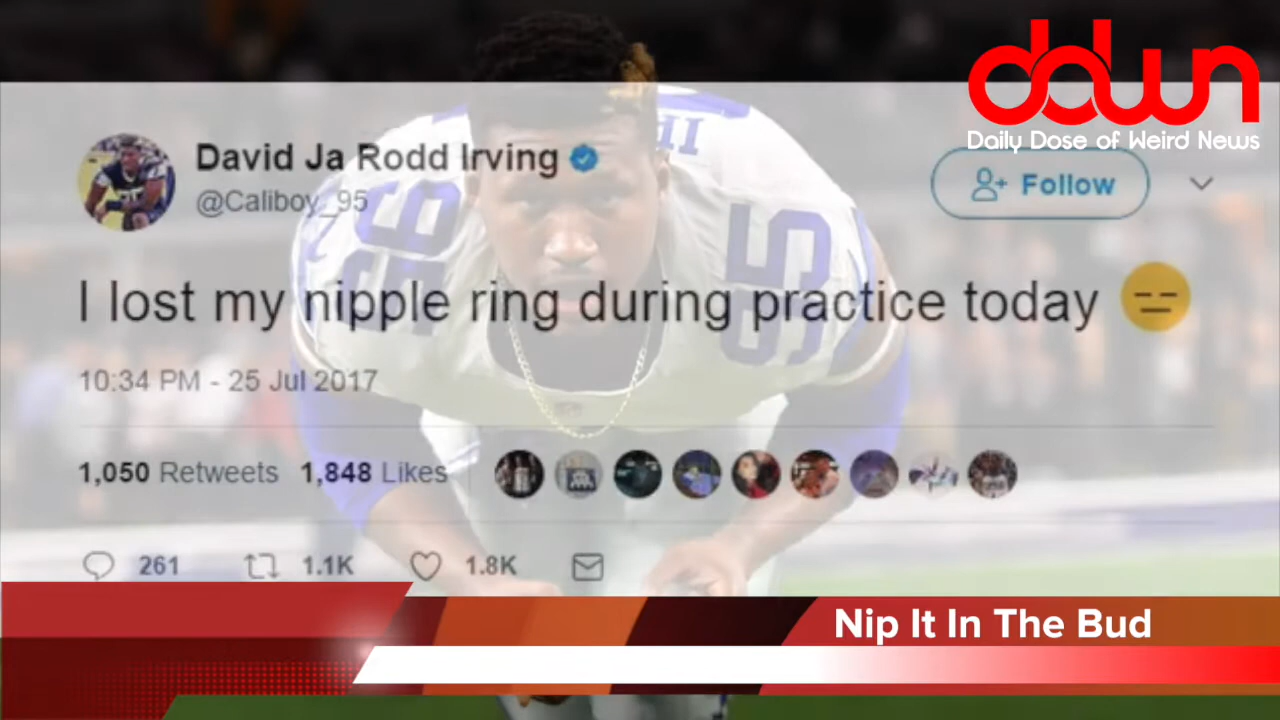 down
Daily Dose of Weird News
David Ja Rodd Irving
@Caliboy_95
Follow
I lost my nipple ring during practice today
10:34 PM - 25 Jul 2017
1,050 Retweets 1,848 Likes
261 1.1K 1.8K
95
Nip It In The Bud